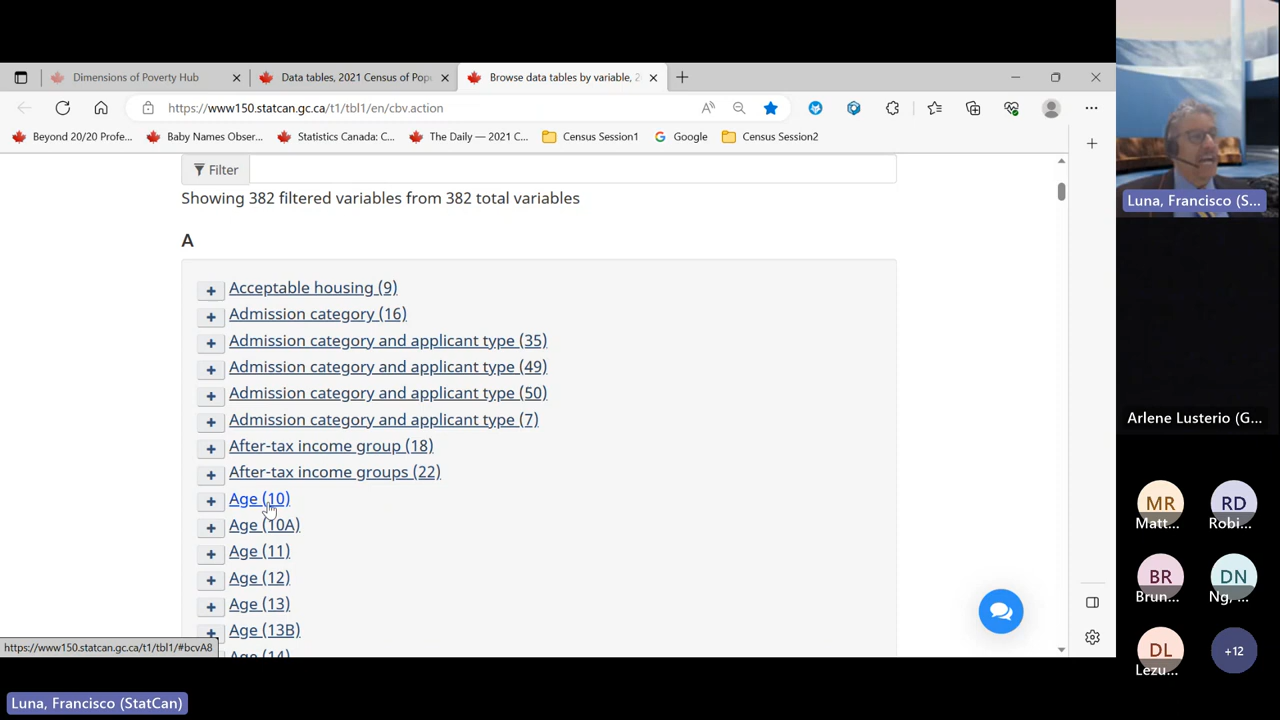 Dimensions of Poverty Hub
Data tables, 2021 Census of Pop
Browse data tables by variable, 2
https://www150.statcan.gc.ca/t1/tbl1/en/cbv.action
Beyond 20/20 Profe...
Baby Names Obser...
Statistics Canada: C...
The Daily — 2021 C...
Census Session1
Google
Census Session2
Filter
Showing 382 filtered variables from 382 total variables
A
Acceptable housing (9)
Admission category (16)
Admission category and applicant type (35)
Admission category and applicant type (49)
Admission category and applicant type (50)
Admission category and applicant type (7)
After-tax income group (18)
After-tax income groups (22)
Age (10)
Age (10A)
Age (11)
Age (12)
Age (13)
Age (13B)
Age (14)
https://www150.statcan.gc.ca/t1/tbl1/#bcvA8
Luna, Francisco (StatCan)
Luna, Francisco (S...
Arlene Lusterio (G...
MR
Matt...
RD
Robi...
BR
Brun...
DN
Ng, ...
DL
Lezu...
+12